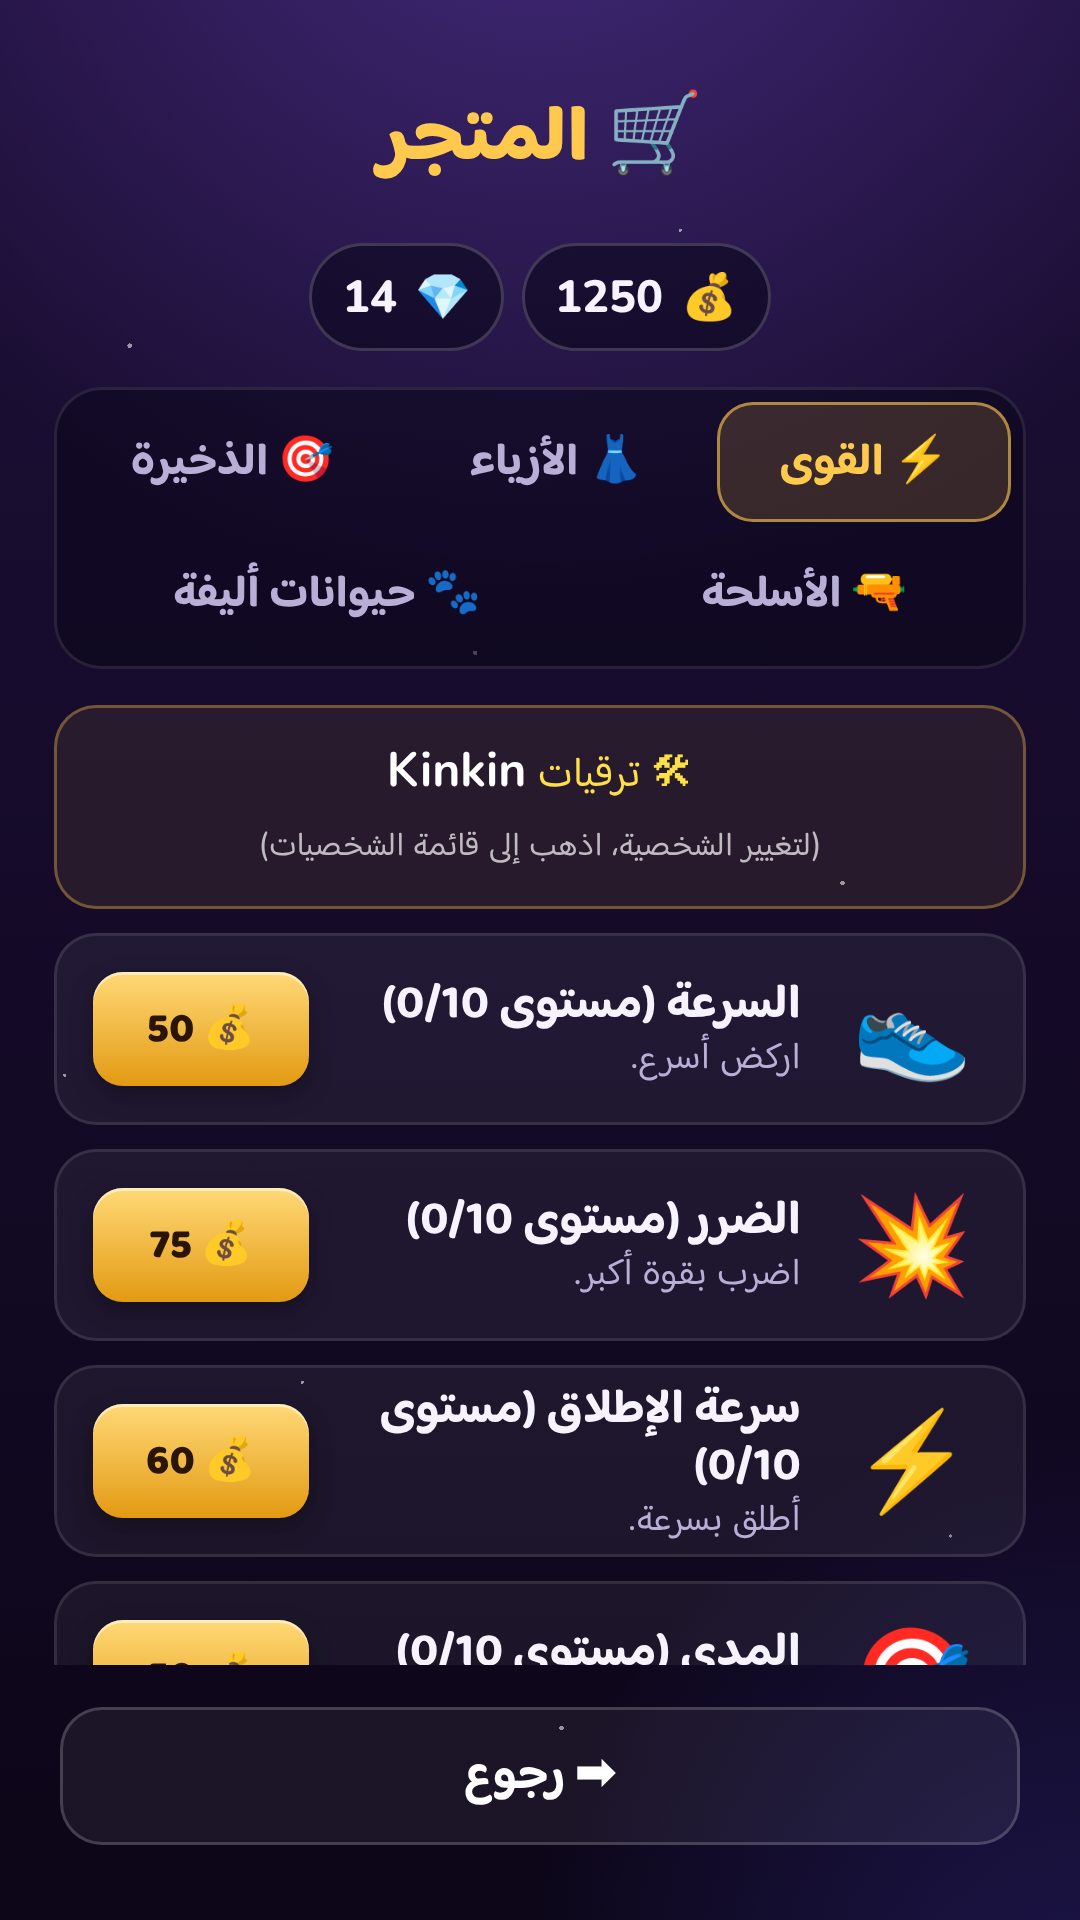 🛒 المتجر
💰 1250
💎 14
⚡ القوى
👗 الأزياء
🎯 الذخيرة
🔫 الأسلحة
🐾 حيوانات أليفة
🛠 ترقيات Kinkin
(لتغيير الشخصية، اذهب إلى قائمة الشخصيات)
السرعة (مستوى 0/10)
اركض أسرع.
💰 50
الضرر (مستوى 0/10)
اضرب بقوة أكبر.
💰 75
سرعة الإطلاق (مستوى
0/10)
أطلق بسرعة.
💰 60
المدى (مستوى 0/10)
➡ رجوع